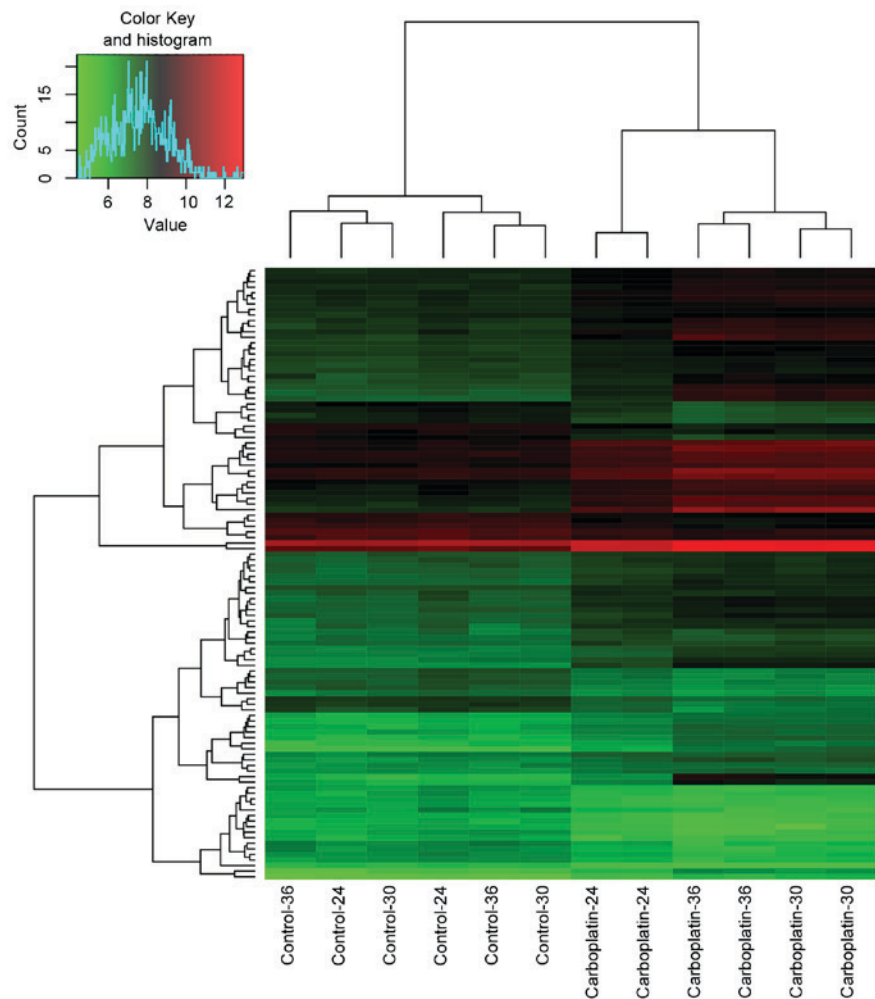 Color Key
and histogram
Count
15
5
0
6 8 10 12
Value
Control-36
Control-24
Control-30
Control-24
Control-36
Control-30
Carboplatin-24
Carboplatin-24
Carboplatin-36
Carboplatin-36
Carboplatin-30
Carboplatin-30